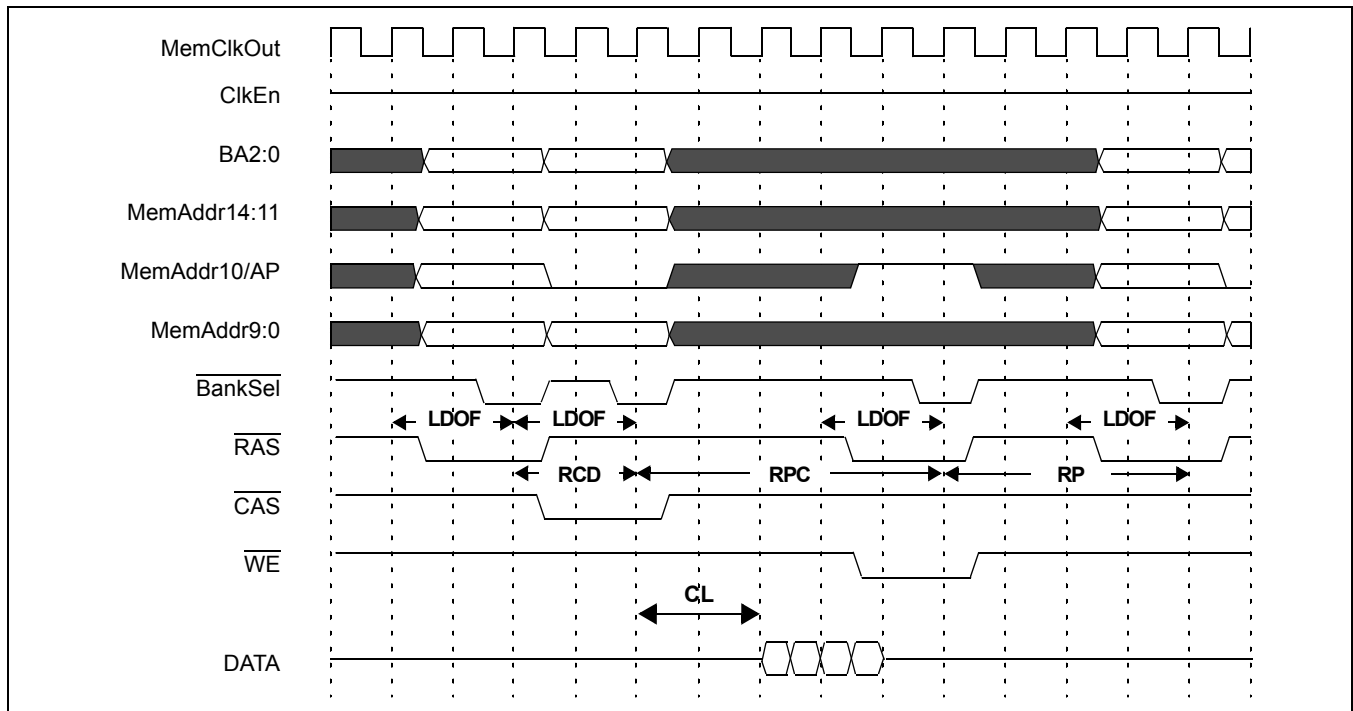 MemClkOut
ClkEn
BA2:0
MemAddr14:11
MemAddr10/AP
MemAddr9:0
BankSel
LDOF LDOF LDOF LDOF
RAS
RCD RPC RP
CAS
WE
CL
DATA